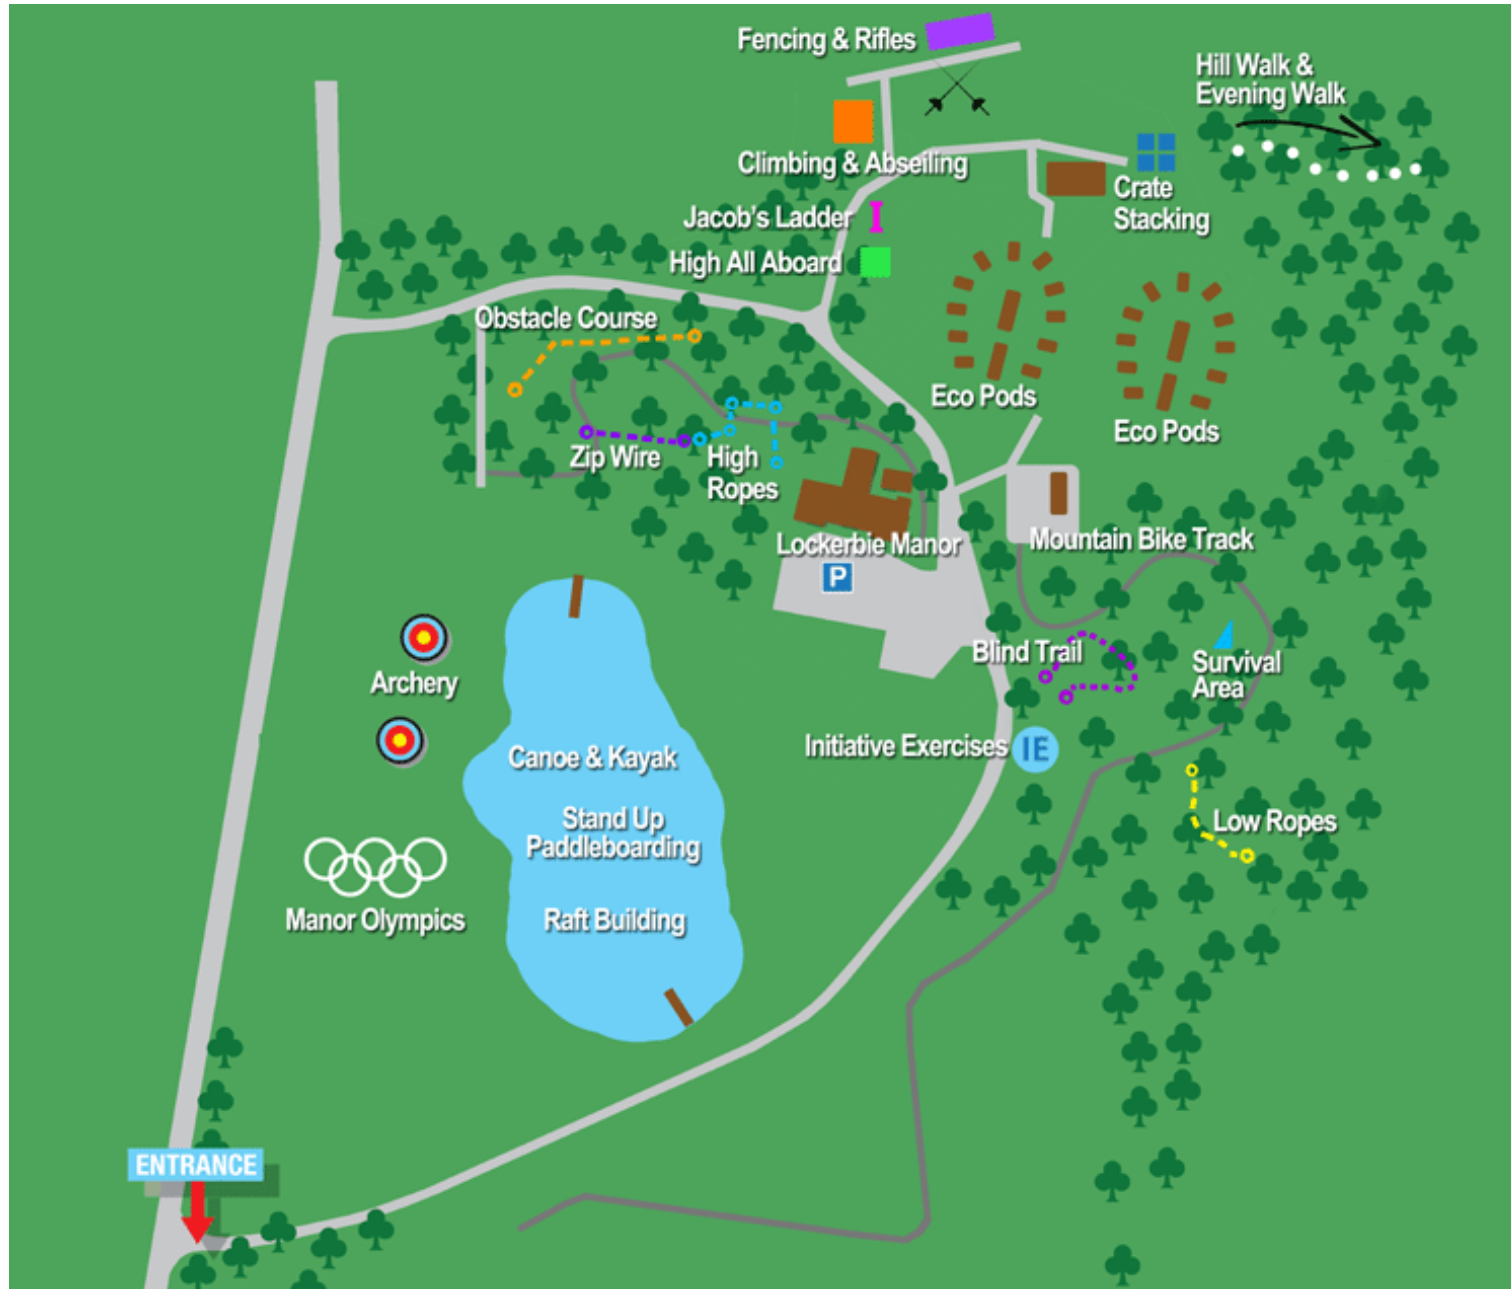 Fencing & Rifles
Hill Walk &
Evening Walk
Climbing & Abseiling
Crate
Stacking
Jacob's Ladder
High All Aboard
Obstacle Course
Eco Pods
Eco Pods
Zip Wire
High
Ropes
Lockerbie Manor
P
Mountain Bike Track
Blind Trail
Survival
Area
Archery
Initiative Exercises
IE
Canoe & Kayak
Stand Up
Paddleboarding
Low Ropes
Manor Olympics
Raft Building
ENTRANCE